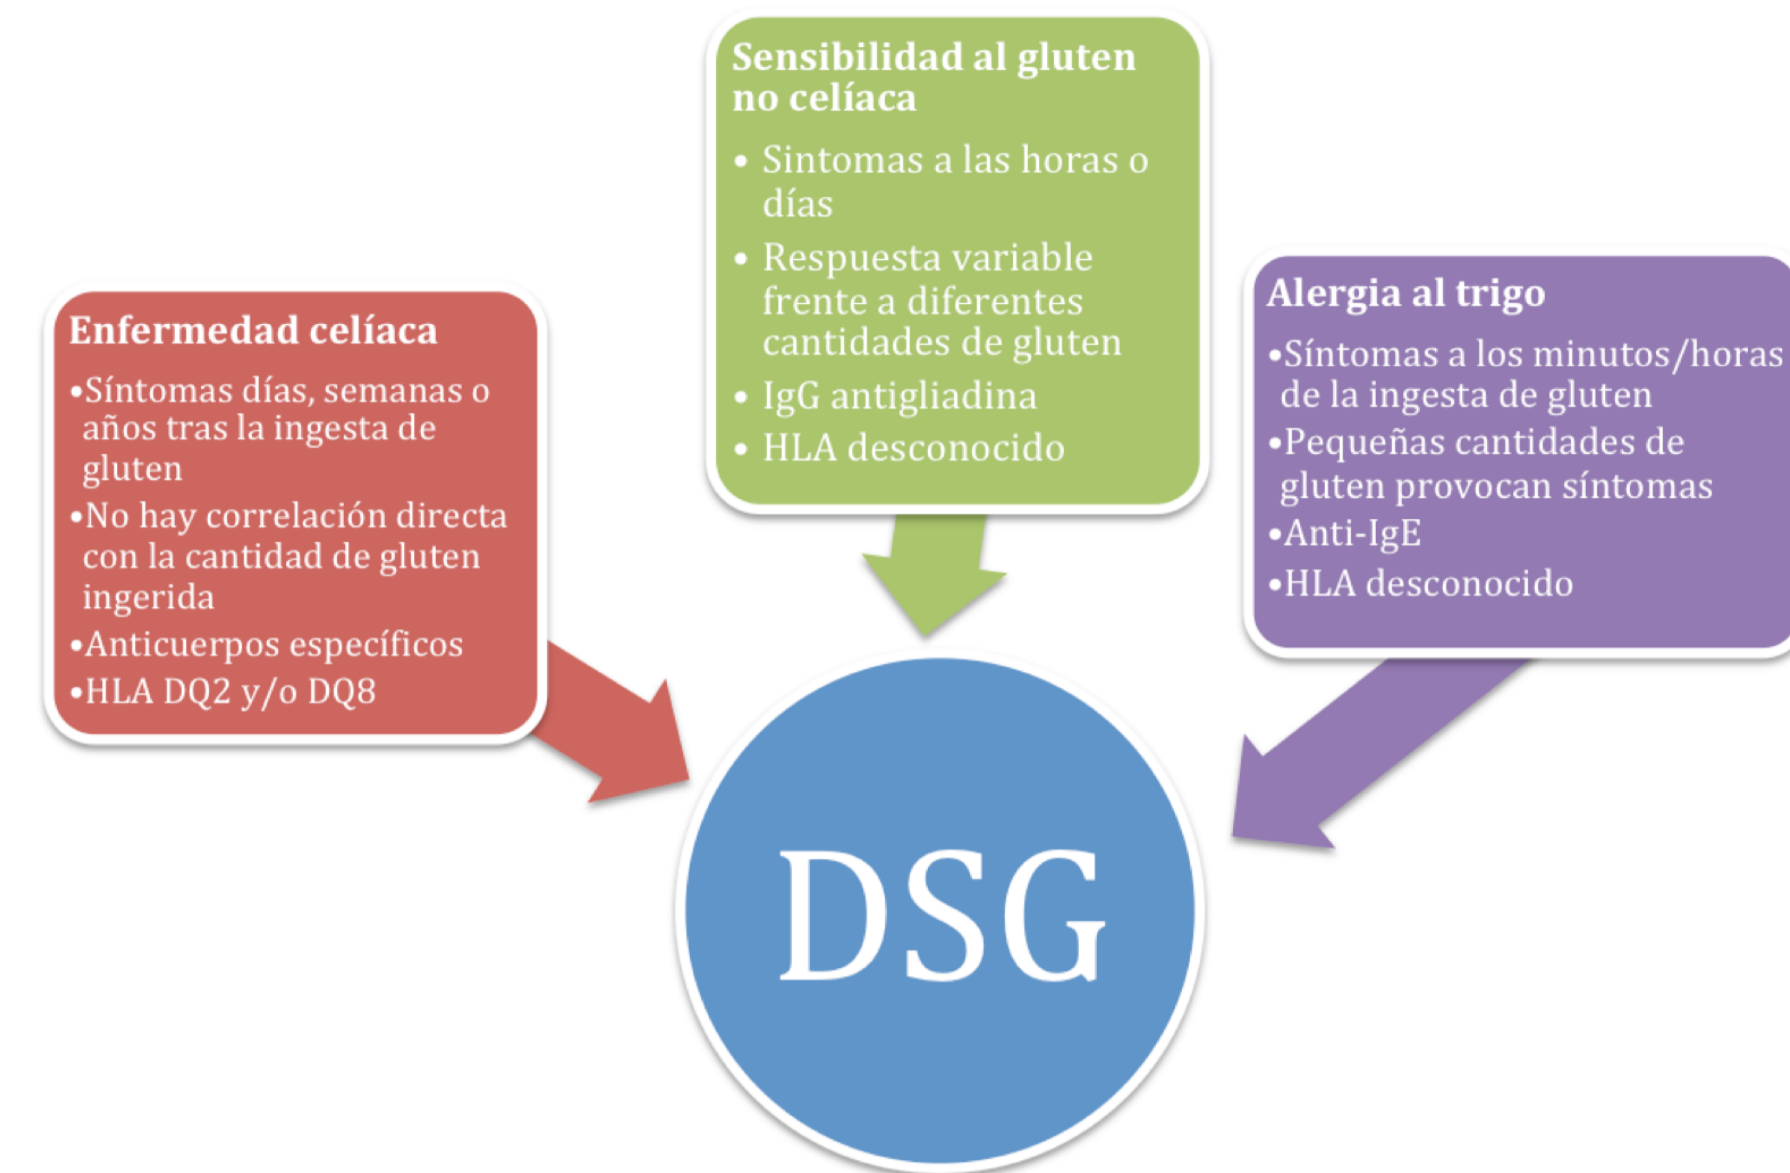 Sensibilidad al gluten
no celíaca
• Sintomas a las horas o
días
• Respuesta variable
frente a diferentes
cantidades de gluten
• IgG antigliadina
• HLA desconocido
Enfermedad celíaca
•Síntomas días, semanas o
años tras la ingesta de
gluten
•No hay correlación directa
con la cantidad de gluten
ingerida
•Anticuerpos específicos
•HLA DQ2 y/o DQ8
Alergia al trigo
•Síntomas a los minutos/horas
de la ingesta de gluten
•Pequeñas cantidades de
gluten provocan síntomas
•Anti-IgE
•HLA desconocido
DSG